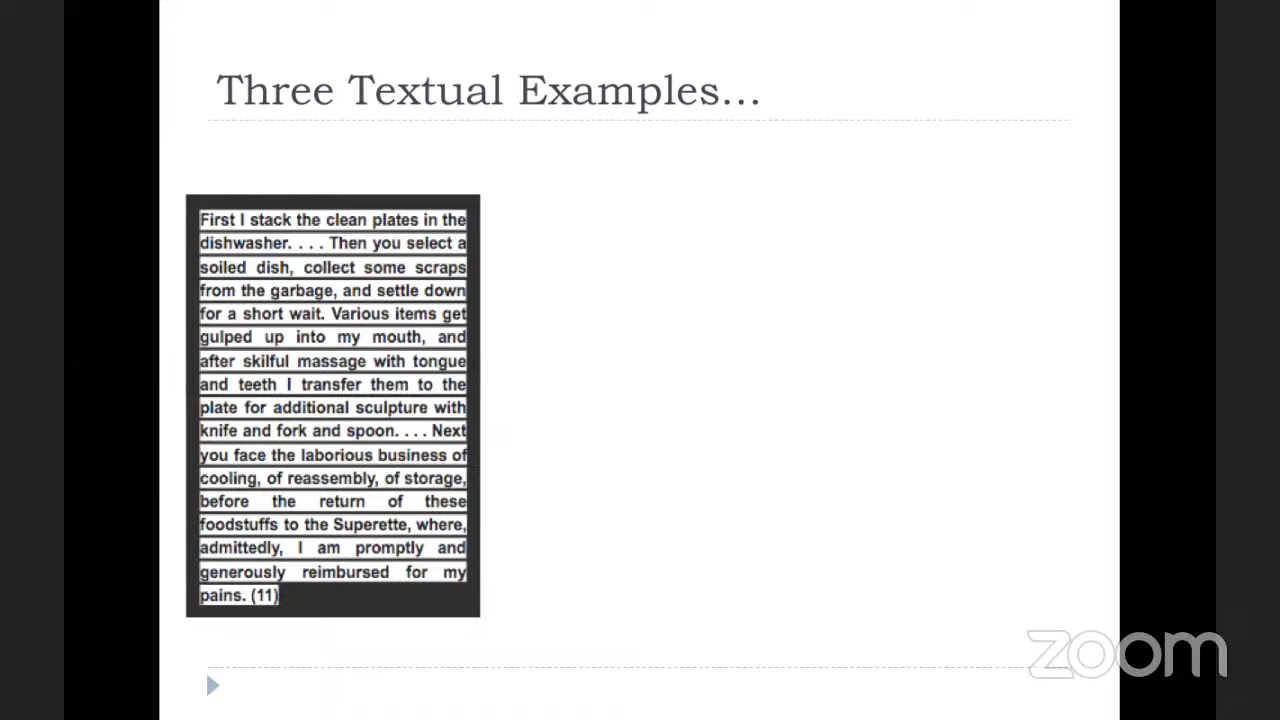 Three Textual Examples...
First I stack the clean plates in the
dishwasher. . . . Then you select a
soiled dish, collect some scraps
from the garbage, and settle down
for a short wait. Various items get
gulped up into my mouth, and
after skilful massage with tongue
and teeth I transfer them to the
plate for additional sculpture with
knife and fork and spoon. . . . Next
you face the laborious business of
cooling, of reassembly, of storage,
before the return of these
foodstuffs to the Superette, where,
admittedly, I am promptly and
generously reimbursed for my
pains. (11)
zoom